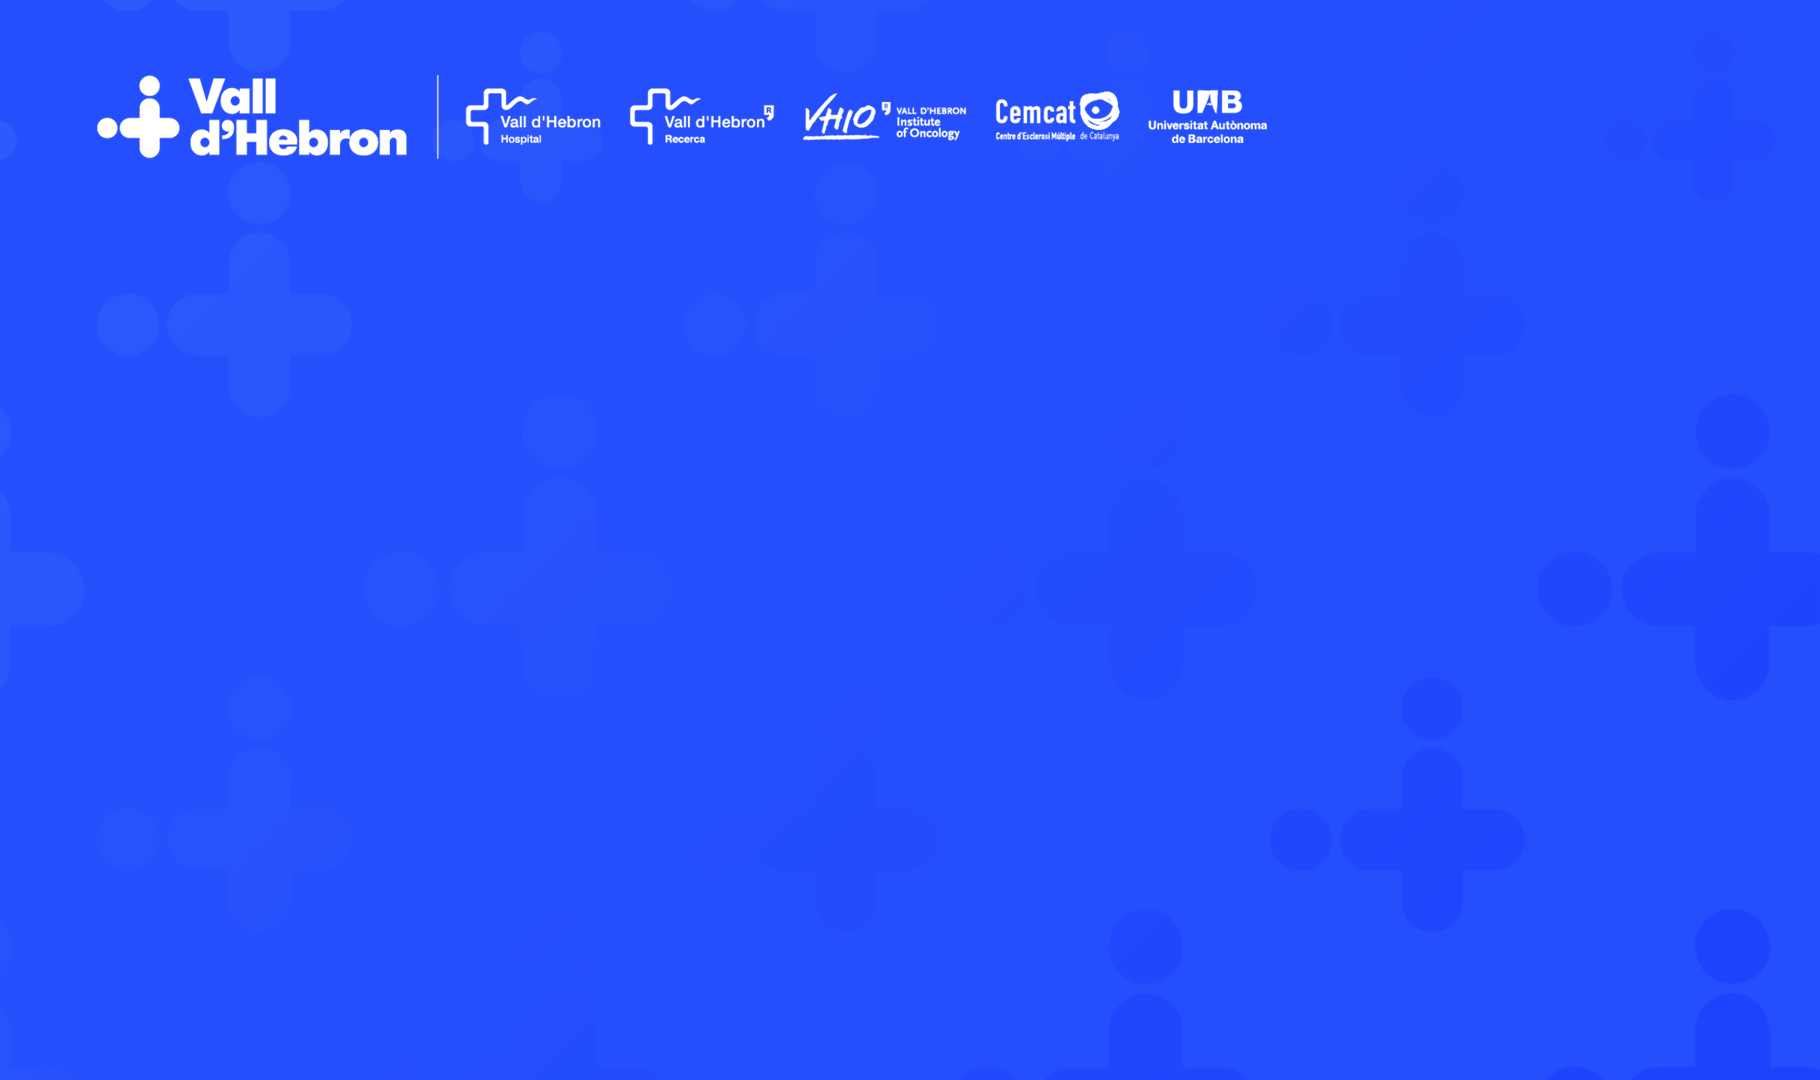 Vall
d'Hebron
Vall d'Hebron
Hospital
Vall d'Hebron
Recerca
VHIO
VALL D'HEBRON
Institute
of Oncology
Cemcat
Centre d'Esclerosi Múltiple de Catalunya
UAB
Universitat Autònoma
de Barcelona